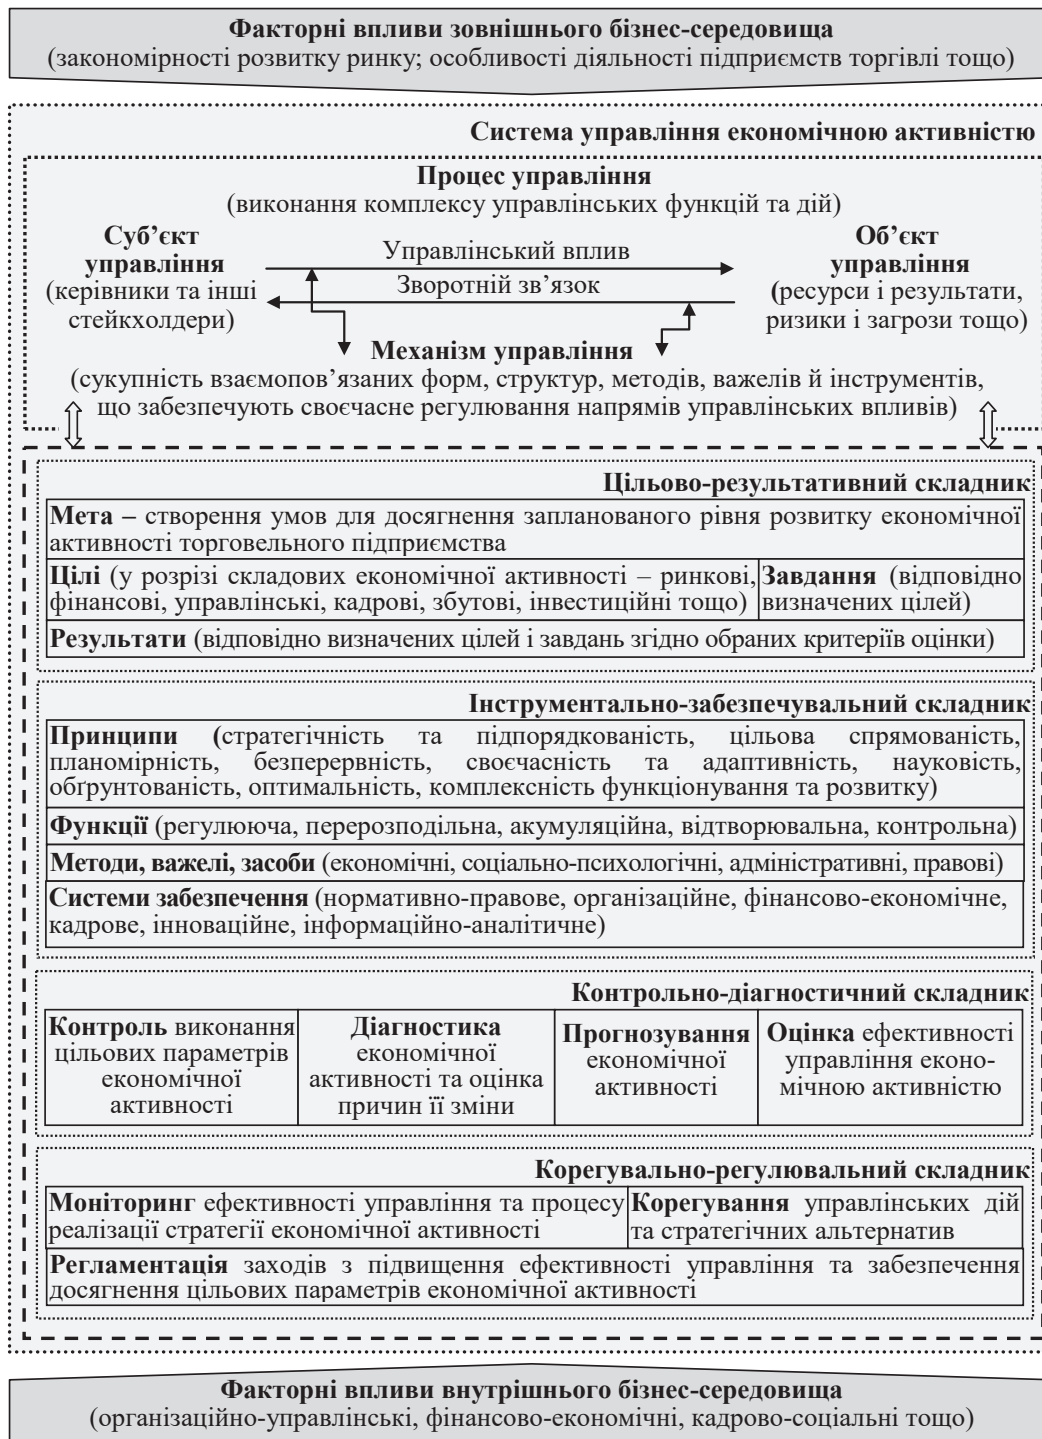 Факторні впливи зовнішнього бізнес-середовища
(закономірності розвитку ринку; особливості діяльності підприємств торгівлі тощо)
Система управління економічною активністю
Процес управління
(виконання комплексу управлінських функцій та дій)
Суб’єкт
управління
(керівники та інші
стейкхолдери)
Управлінський вплив
Зворотній зв’язок
Об’єкт
управління
(ресурси і результати,
ризики і загрози тощо)
Механізм управління
(сукупність взаємопов’язаних форм, структур, методів, важелів й інструментів,
що забезпечують своєчасне регулювання напрямів управлінських впливів)
Цільово-результативний складник
Мета – створення умов для досягнення запланованого рівня розвитку економічної
активності торговельного підприємства
Цілі (у розрізі складових економічної активності – ринкові,
фінансові, управлінські, кадрові, збутові, інвестиційні тощо)
Завдання (відповідно
визначених цілей)
Результати (відповідно визначених цілей і завдань згідно обраних критеріїв оцінки)
Інструментально-забезпечувальний складник
Принципи (стратегічність та підпорядкованість, цільова спрямованість,
планомірність, безперервність, своєчасність та адаптивність, науковість,
обґрунтованість, оптимальність, комплексність функціонування та розвитку)
Функції (регулююча, перерозподільна, акумуляційна, відтворювальна, контрольна)
Методи, важелі, засоби (економічні, соціально-психологічні, адміністративні, правові)
Системи забезпечення (нормативно-правове, організаційне, фінансово-економічне,
кадрове, інноваційне, інформаційно-аналітичне)
Контрольно-діагностичний складник
Контроль виконання
цільових параметрів
економічної
активності
Діагностика
економічної
активності та оцінка
причин її зміни
Прогнозування
економічної
активності
Оцінка ефективності
управління еконо-
мічною активністю
Корегувально-регулювальний складник
Моніторинг ефективності управління та процесу
реалізації стратегії економічної активності
Корегування управлінських дій
та стратегічних альтернатив
Регламентація заходів з підвищення ефективності управління та забезпечення
досягнення цільових параметрів економічної активності
Факторні впливи внутрішнього бізнес-середовища
(організаційно-управлінські, фінансово-економічні, кадрово-соціальні тощо)